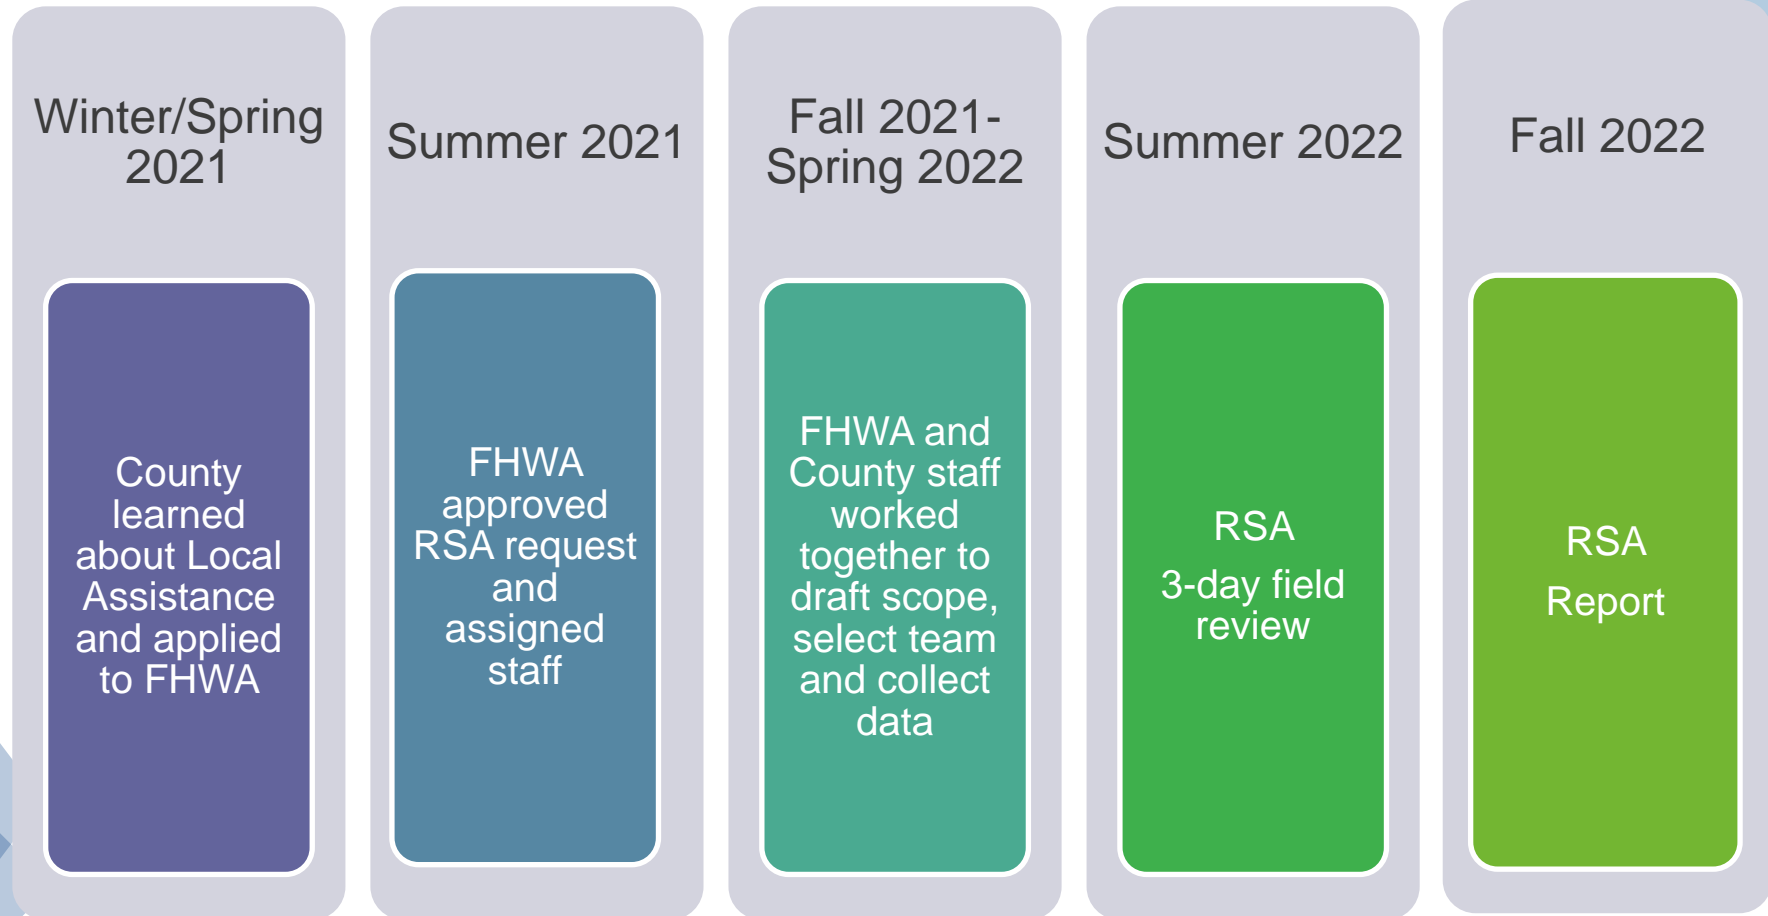 Winter/Spring
2021
County
learned
about Local
Assistance
and applied
to FHWA
Summer 2021
FHWA
approved
RSA request
and
assigned
staff
Fall 2021-
Spring 2022
FHWA and
County staff
worked
together to
draft scope,
select team
and collect
data
Summer 2022
RSA
3-day field
review
Fall 2022
RSA
Report